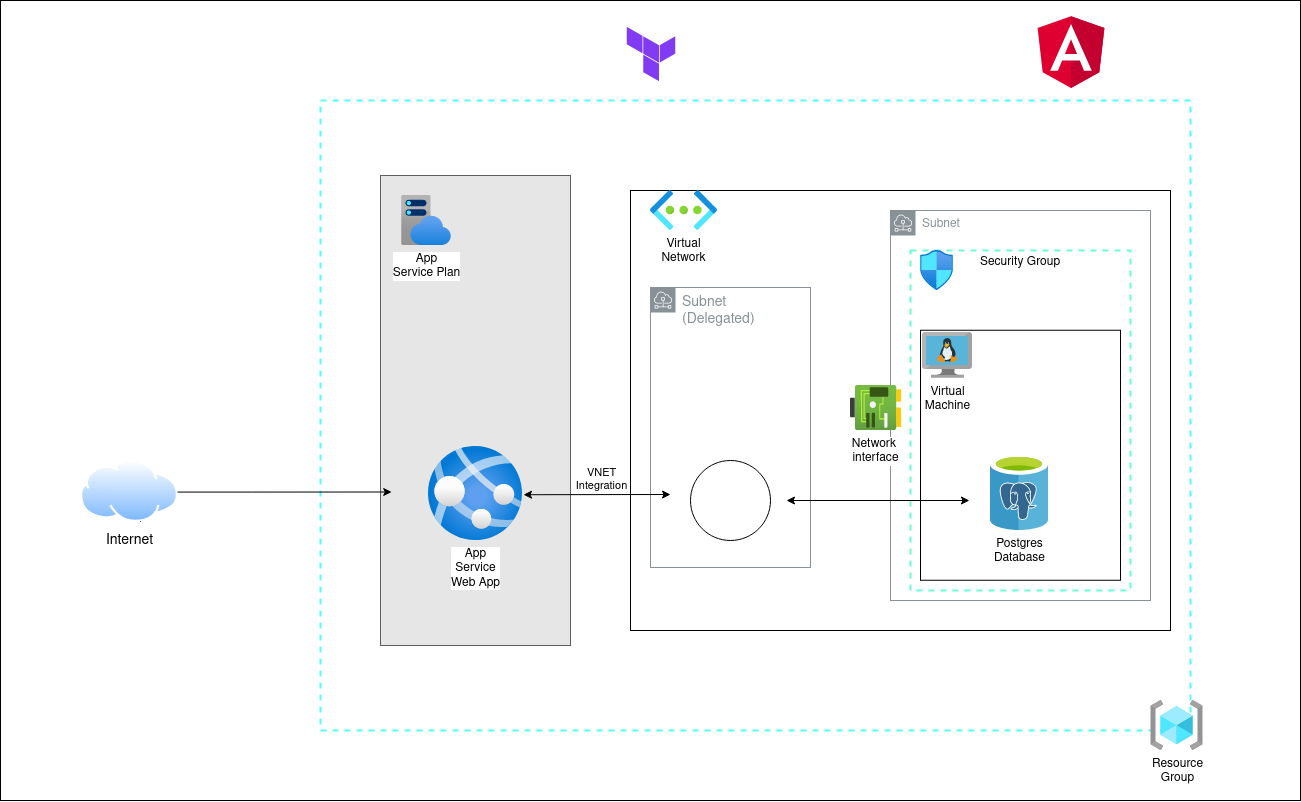 App
Service Plan
Virtual
Network
Subnet
Security Group
Subnet
(Delegated)
Virtual
Machine
Network
interface
VNET
Integration
Internet
App
Service
Web App
Postgres
Database
Resource
Group